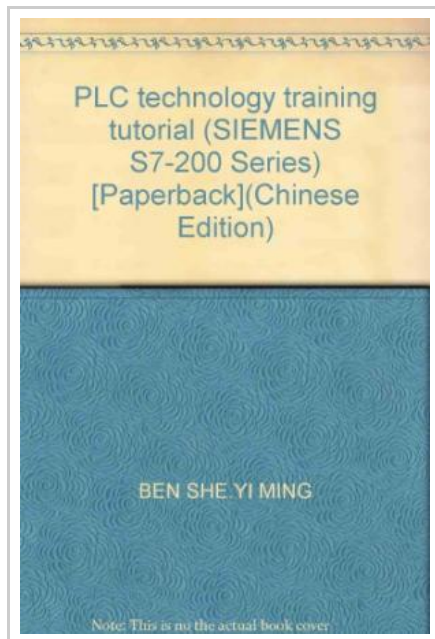 PLC technology training
tutorial (SIEMENS
S7-200 Series)
[Paperback](Chinese
Edition)
BEN SHE.YI MING
Note: This is no the actual book cover